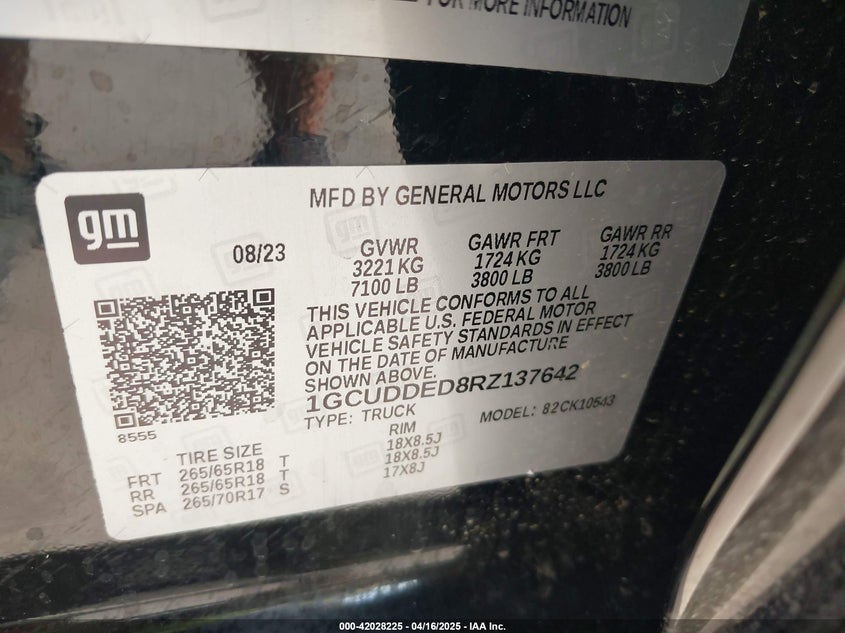 FOR MORE INFORMATION
gm
MFD BY GENERAL MOTORS LLC
08/23
GVWR
3221 KG
7100 LB
GAWR FRT
1724 KG
3800 LB
GAWR RR
1724 KG
3800 LB
THIS VEHICLE CONFORMS TO ALL
APPLICABLE U.S. FEDERAL MOTOR
VEHICLE SAFETY STANDARDS IN EFFECT
ON THE DATE OF MANUFACTURE
SHOWN ABOVE.
1GCUDDED8RZ137642
TYPE: TRUCK
MODEL: 82CK10543
8555
TIRE SIZE RIM
FRT 265/65R18 T 18X8.5J
RR 265/65R18 T 18X8.5J
SPA 265/70R17 S 17X8J
000-42028225 - 04/16/2025 - IAA Inc.